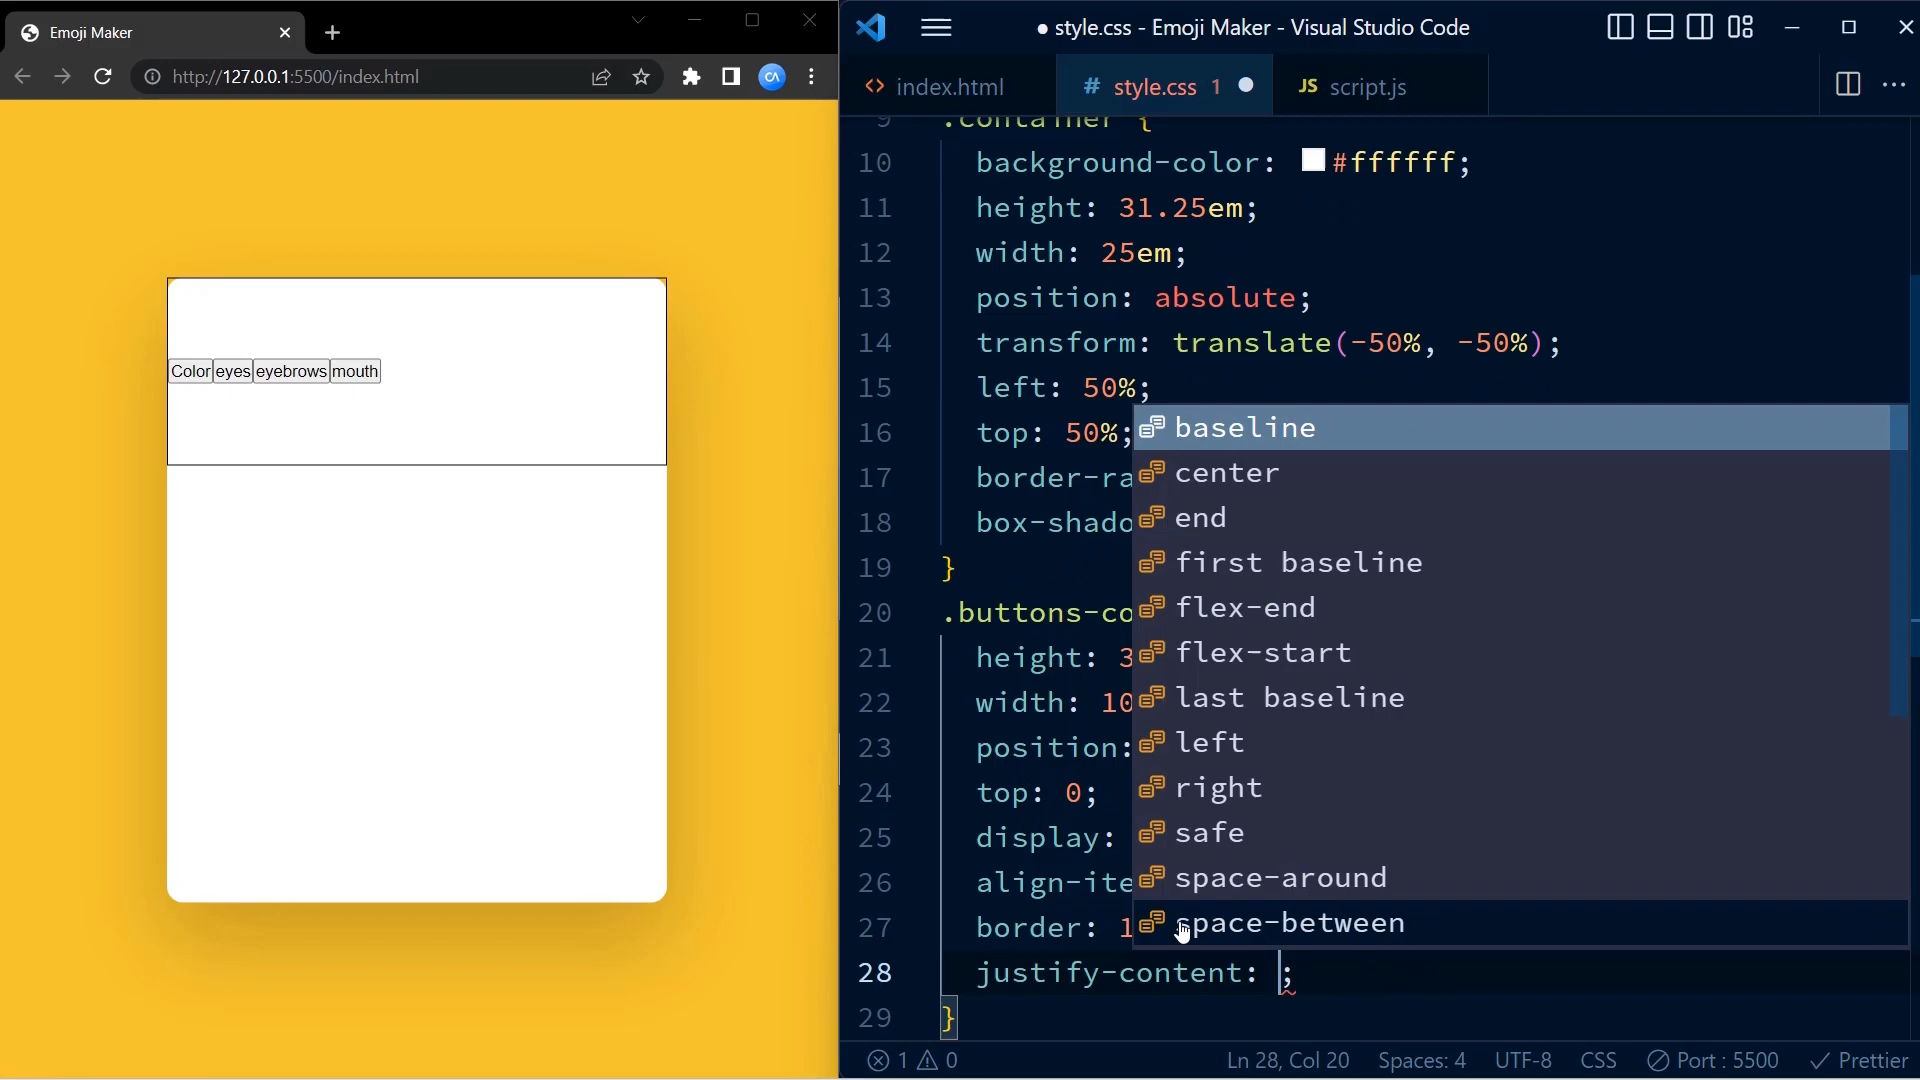 Emoji Maker
http://127.0.0.1:5500/index.html
CA
Color eyes eyebrows mouth
style.css - Emoji Maker - Visual Studio Code
<> index.html
# style.css 1
JS script.js
9 .container {
10 background-color: #ffffff;
11 height: 31.25em;
12 width: 25em;
13 position: absolute;
14 transform: translate(-50%, -50%);
15 left: 50%;
16 top: 50%;
17 border-ra
18 box-shado
19 }
20 .buttons-co
21 height: 3
22 width: 10
23 position:
24 top: 0;
25 display:
26 align-ite
27 border: 1
28 justify-content: ;
29 }
baseline
center
end
first baseline
flex-end
flex-start
last baseline
left
right
safe
space-around
space-between
1 0 Ln 28, Col 20 Spaces: 4 UTF-8 CSS Port : 5500 Prettier